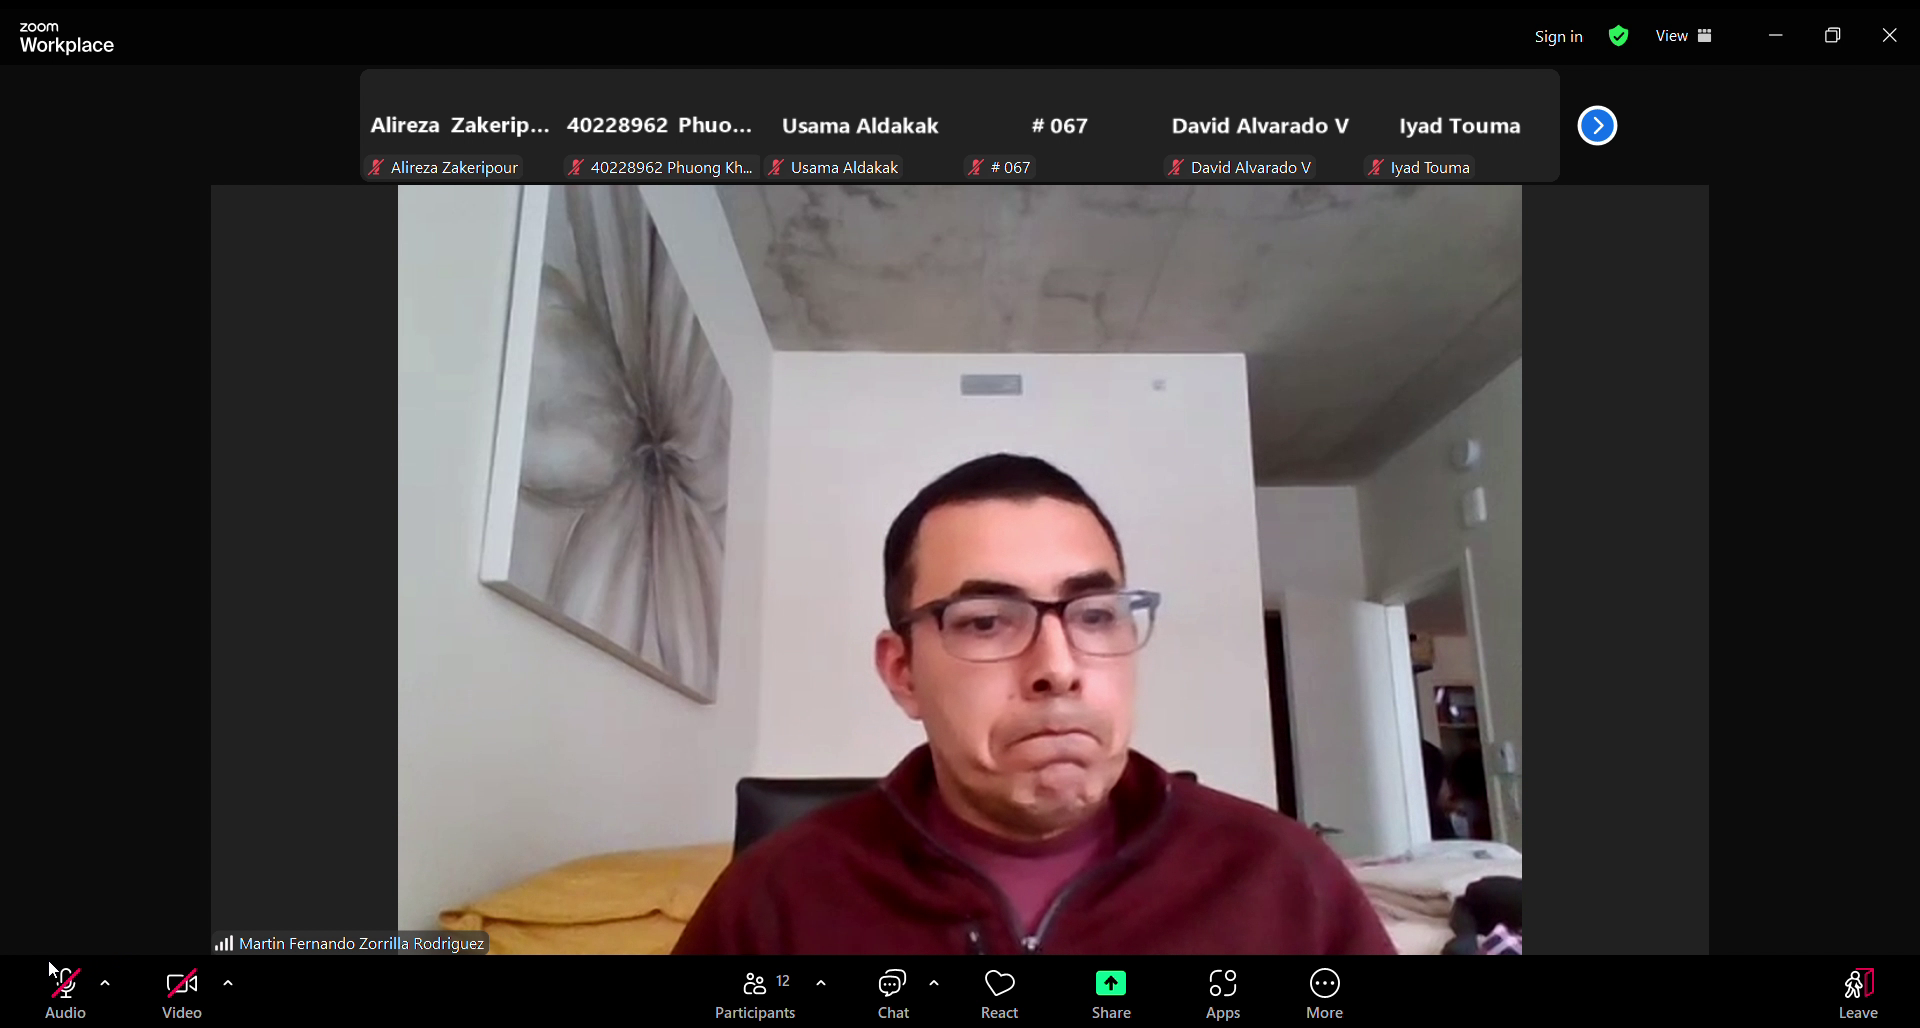 zoom
Workplace
Sign in
View
Alireza Zakerip...
40228962 Phuo...
Usama Aldakak
# 067
David Alvarado V
Iyad Touma
Alireza Zakeripour
40228962 Phuong Kh...
Usama Aldakak
# 067
David Alvarado V
Iyad Touma
Martin Fernando Zorrilla Rodriguez
12
Audio
Video
Participants
Chat
React
Share
Apps
More
Leave